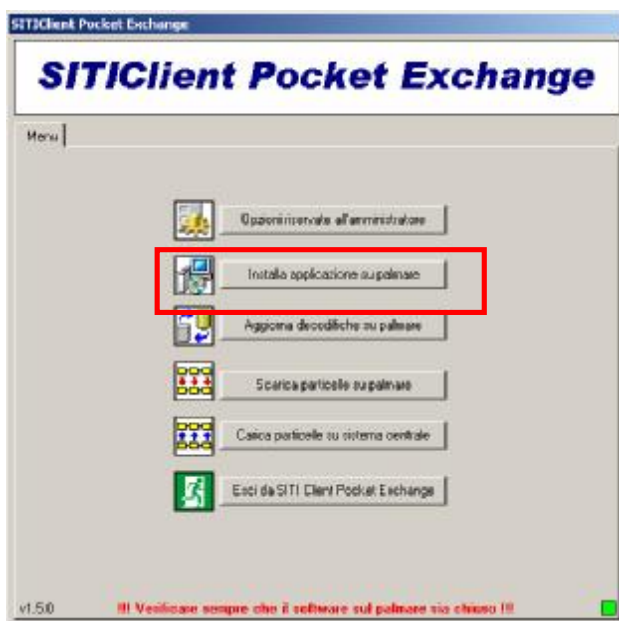 SITIClient Pocket Exchange
SITIClient Pocket Exchange
Menu
Opzioni riservate all'amministratore
Installa applicazione su palmare
Aggiorna decodifiche su palmare
Scarica particelle su palmare
Carica particelle su sistema centrale
Esci da SITI Client Pocket Exchange
v1.5.0
!!! Verificare sempre che il software sul palmare sia chiuso !!!